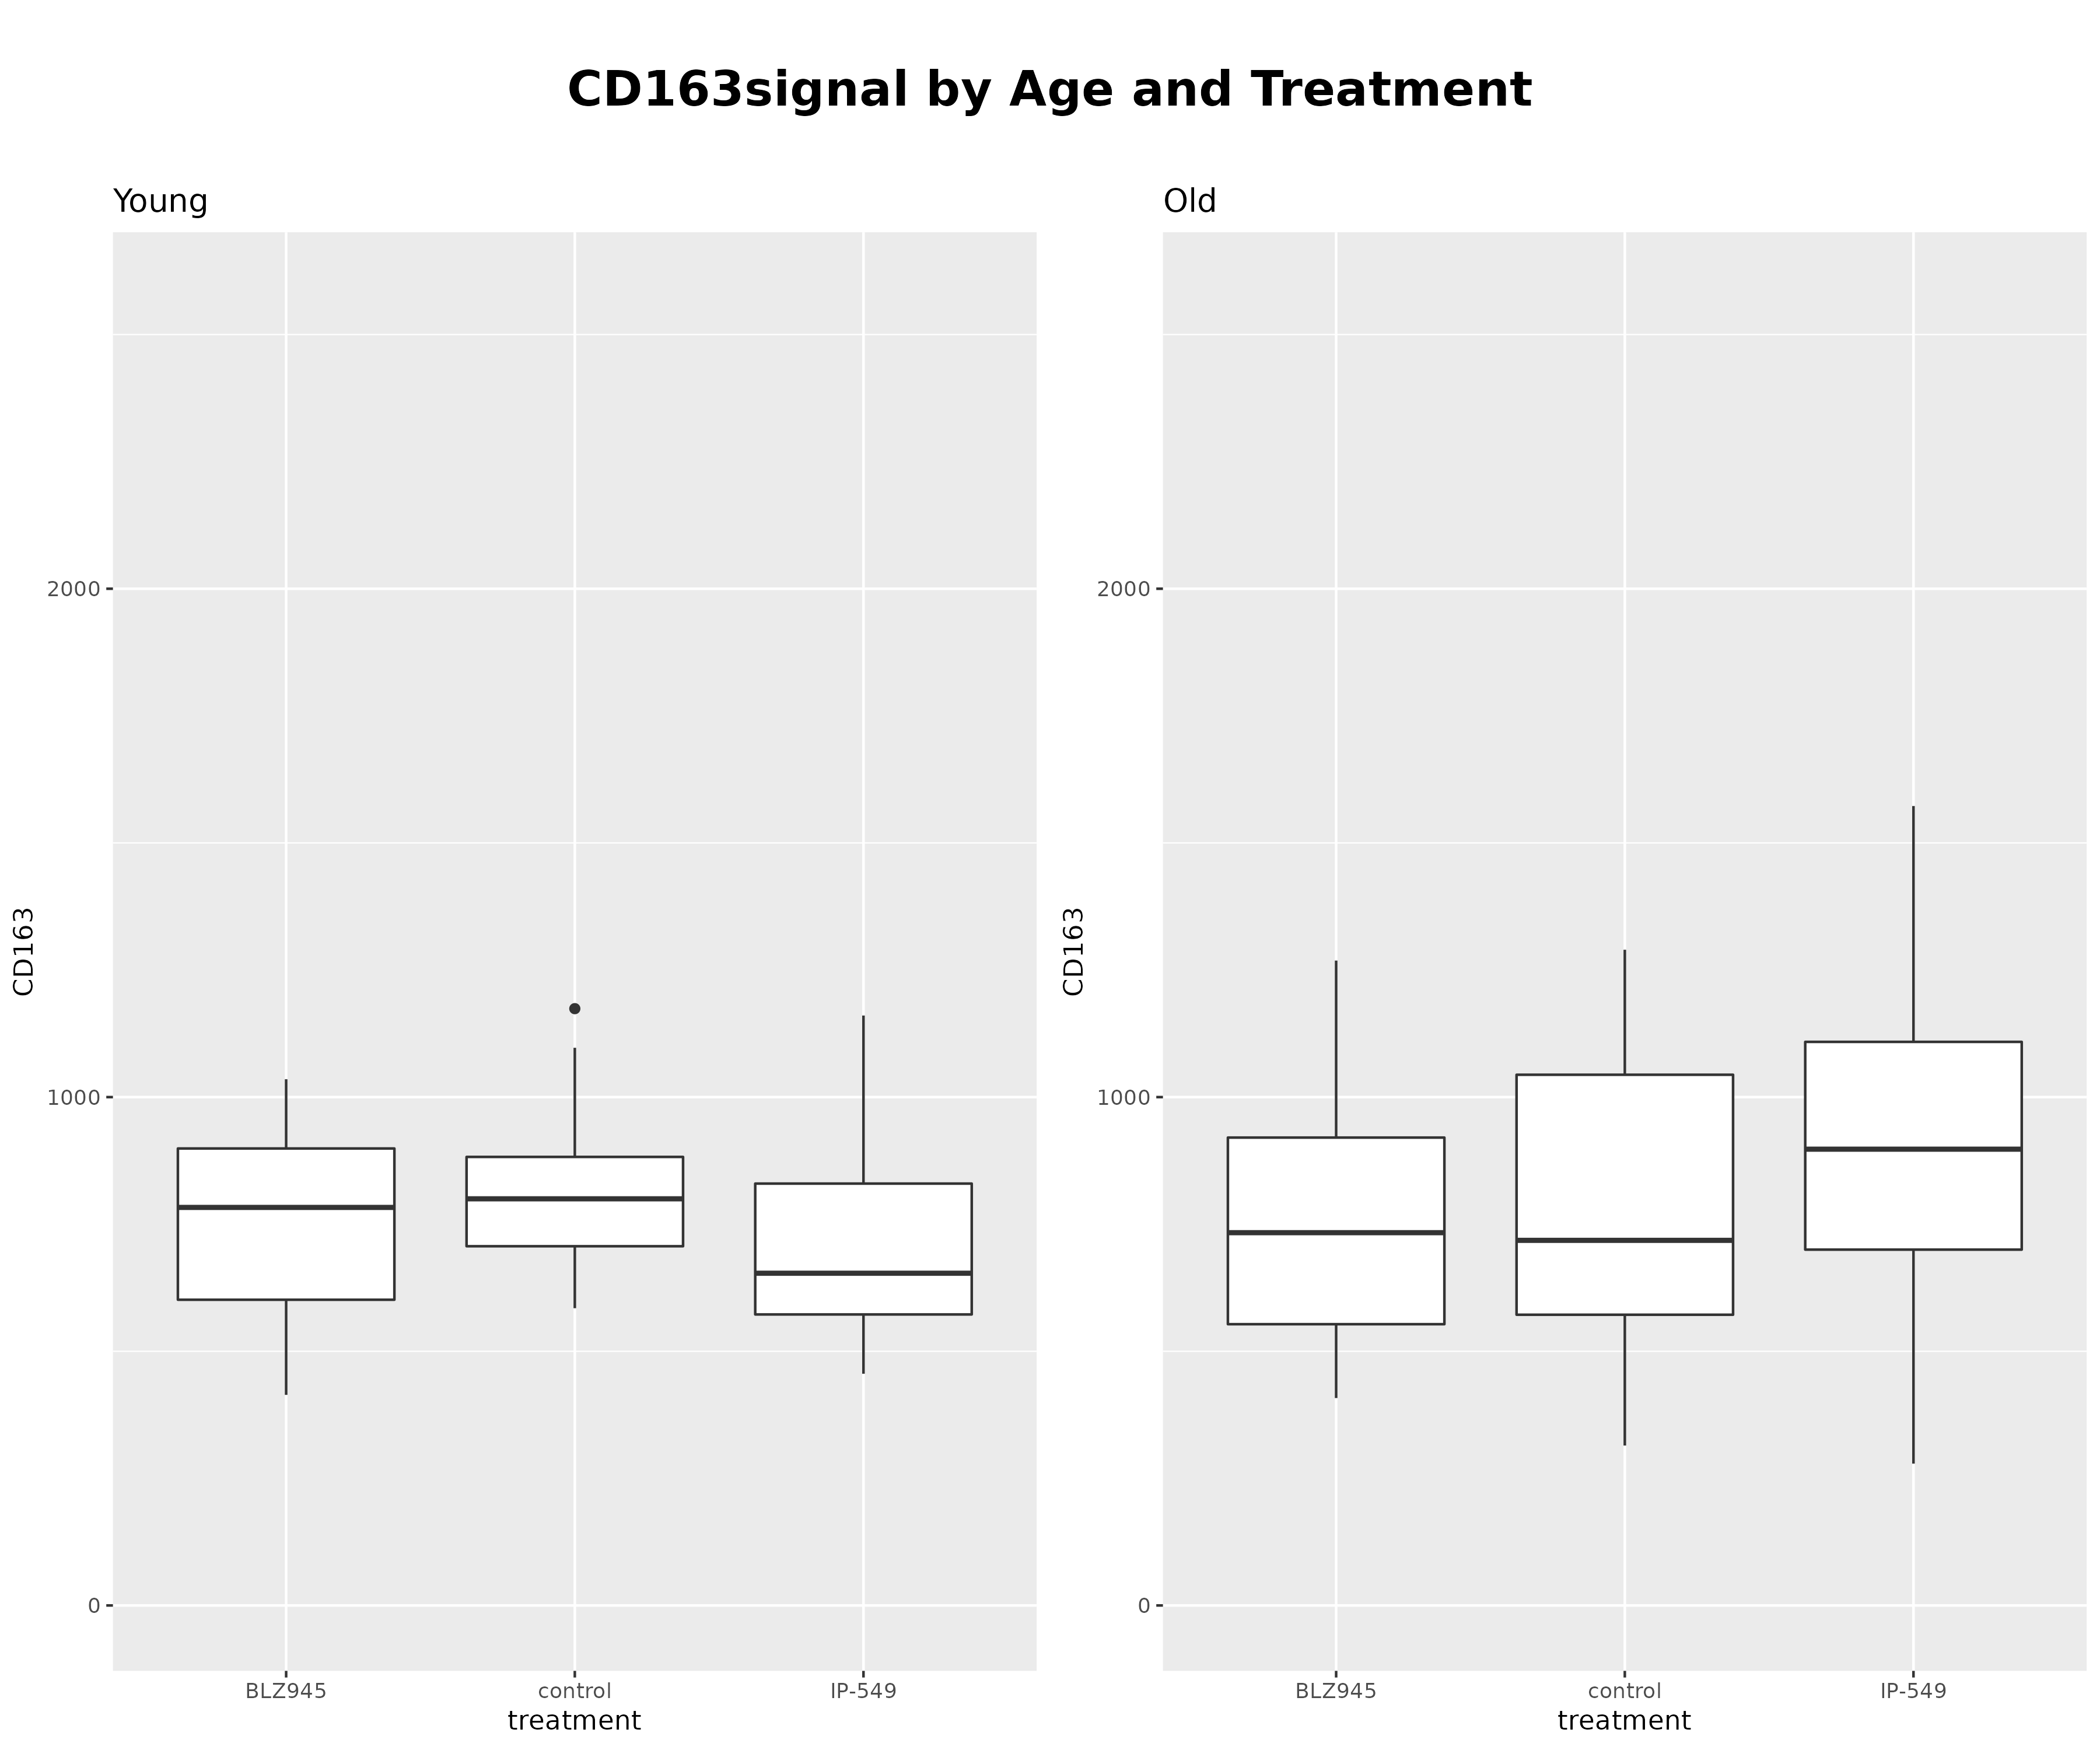 CD163signal by Age and Treatment
Young
CD163
2000
1000
0
BLZ945 control IP-549
treatment
Old
CD163
2000
1000
0
BLZ945 control IP-549
treatment